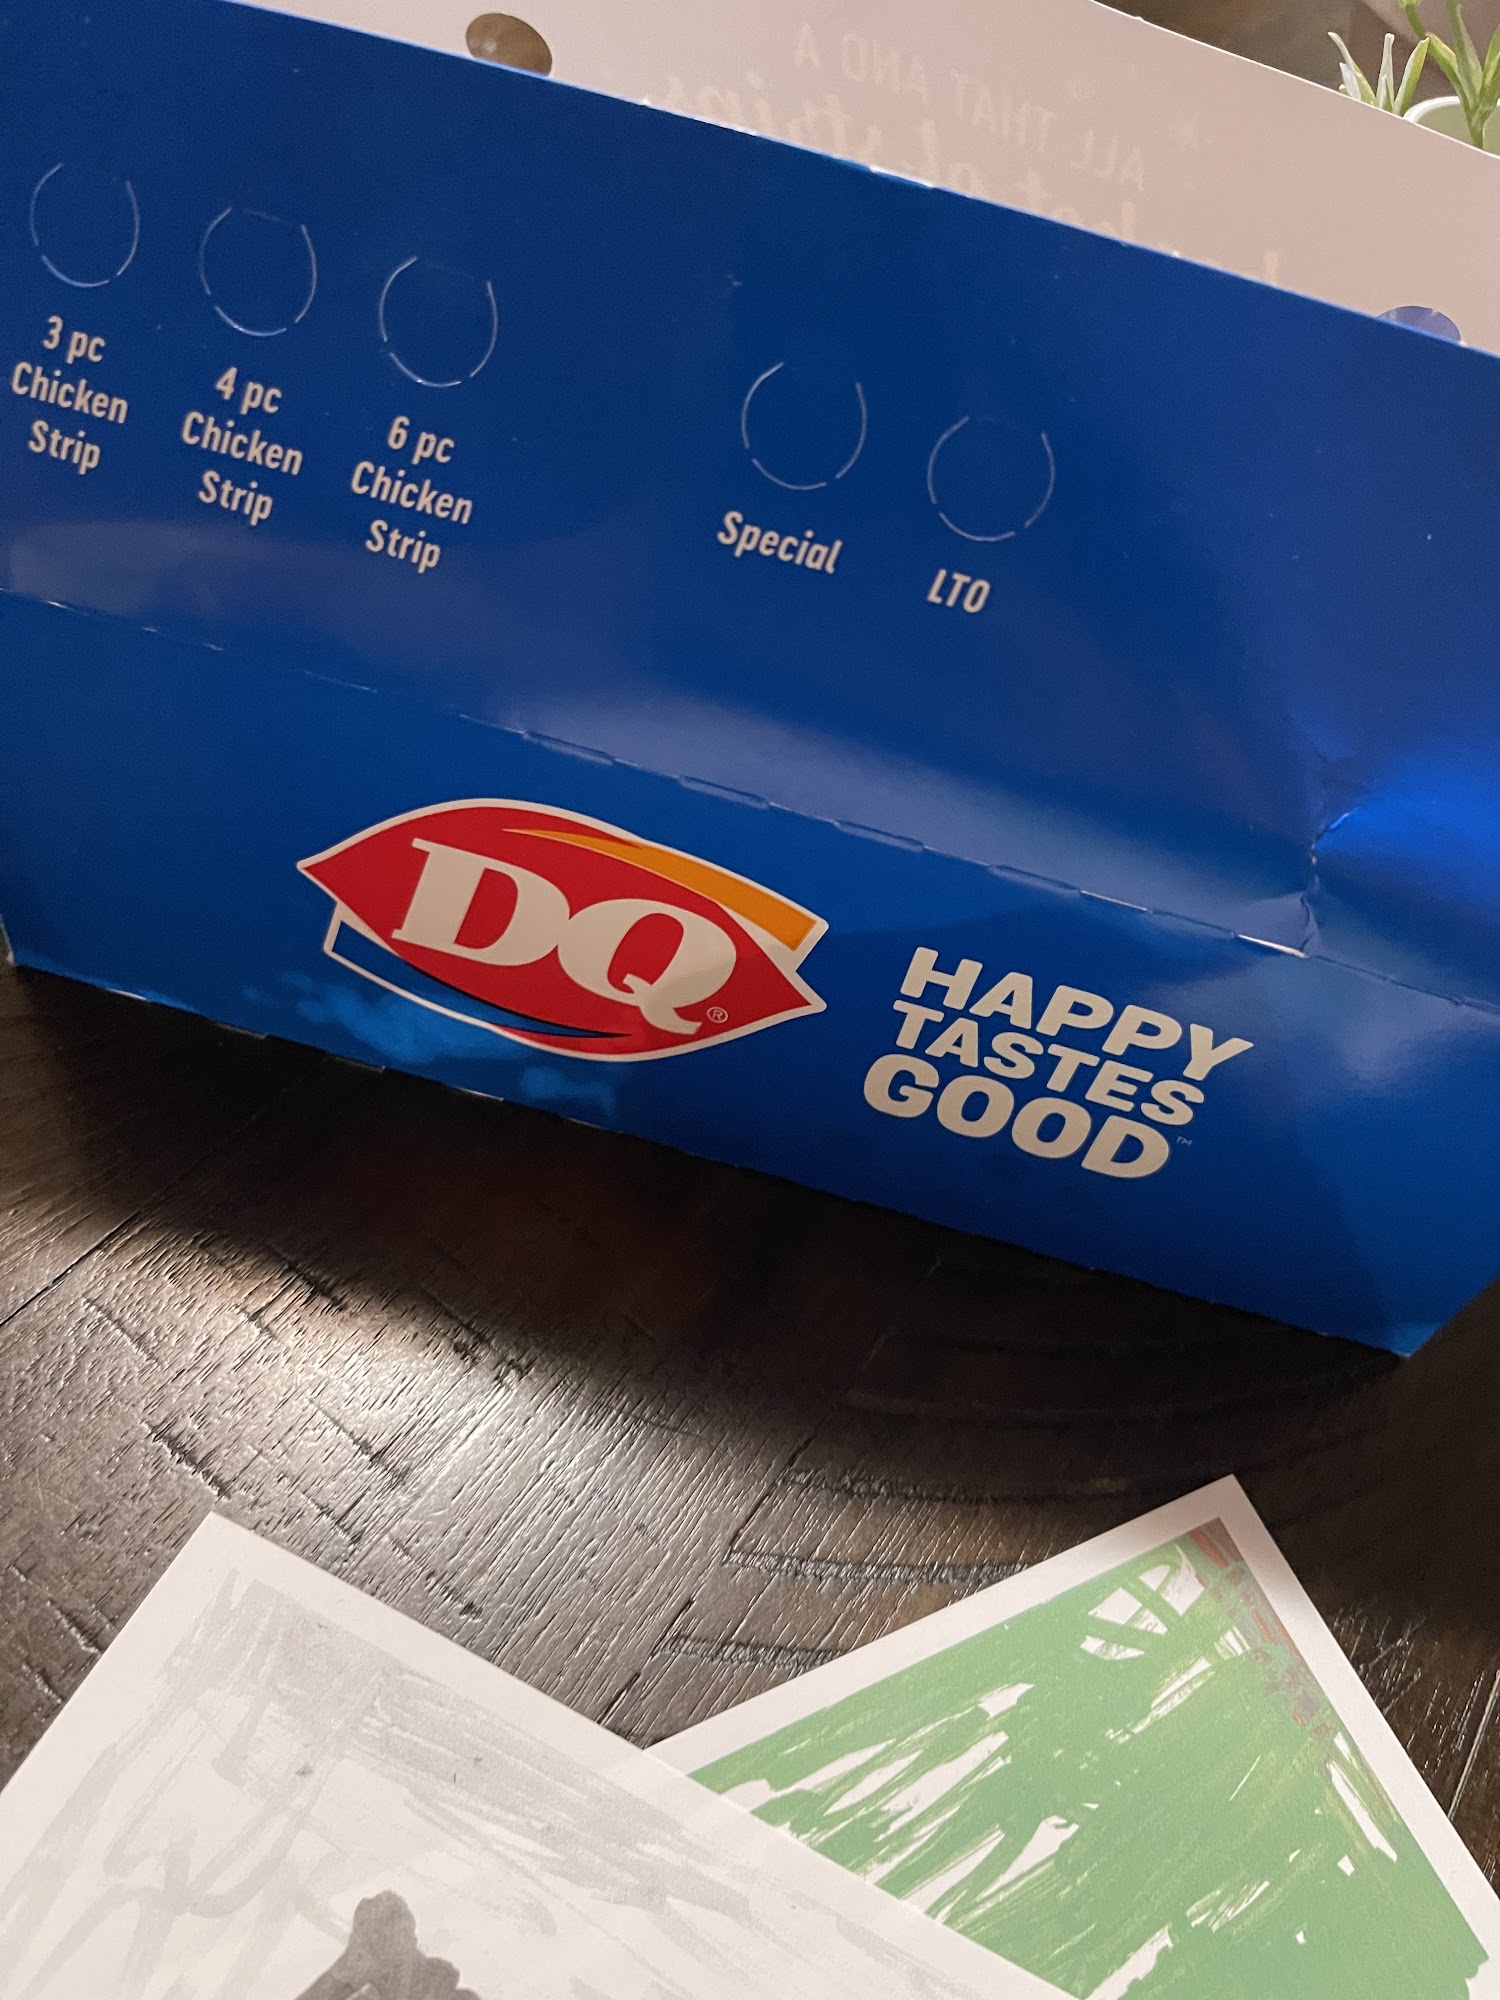 ALL THAT AND A
3 pc
Chicken
Strip
4 pc
Chicken
Strip
6 pc
Chicken
Strip
Special
LTO
DQ®
HAPPY
TASTES
GOOD™